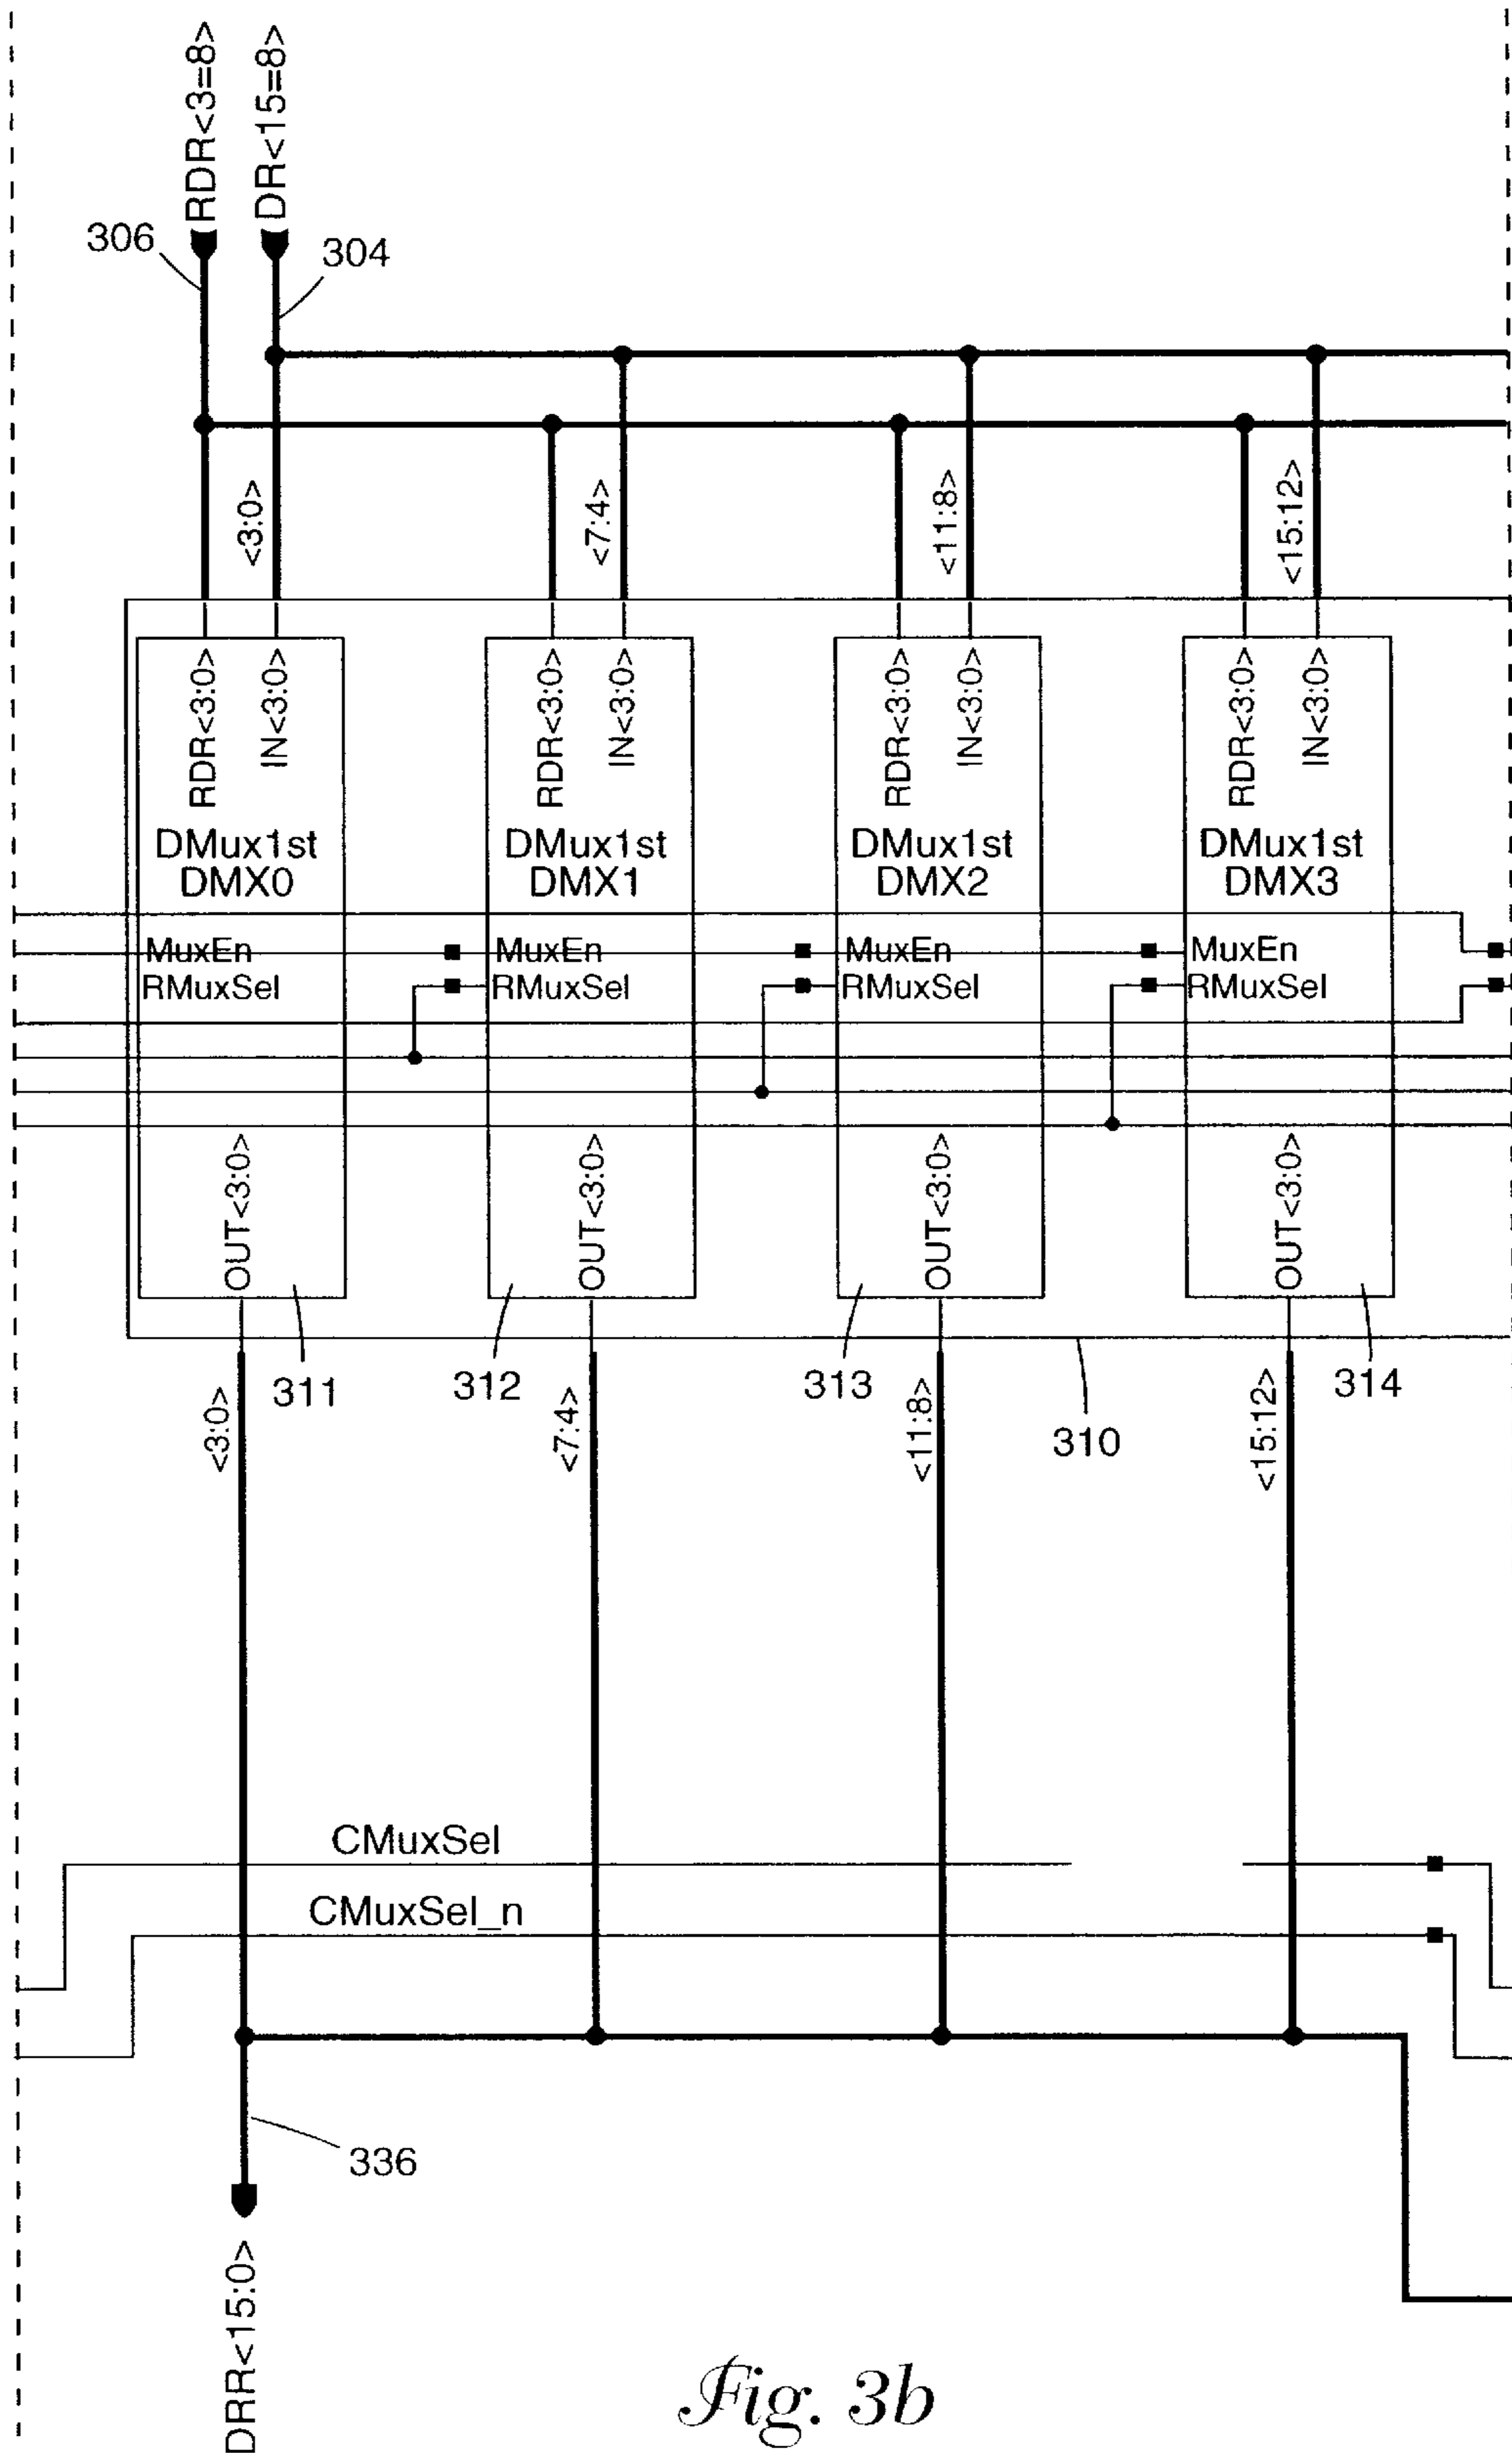 RDR<3=8>
DR<15=8>
306
304
<3:0>
<7:4>
<11:8>
<15:12>
RDR<3:0>
IN<3:0>
RDR<3:0>
IN<3:0>
RDR<3:0>
IN<3:0>
RDR<3:0>
IN<3:0>
DMux1st
DMX0
DMux1st
DMX1
DMux1st
DMX2
DMux1st
DMX3
MuxEn
MuxEn
MuxEn
MuxEn
RMuxSel
RMuxSel
RMuxSel
RMuxSel
OUT<3:0>
OUT<3:0>
OUT<3:0>
OUT<3:0>
311
312
313
314
<3:0>
<7:4>
<11:8>
<15:12>
310
CMuxSel
CMuxSel_n
336
DRR<15:0>
Fig. 3b